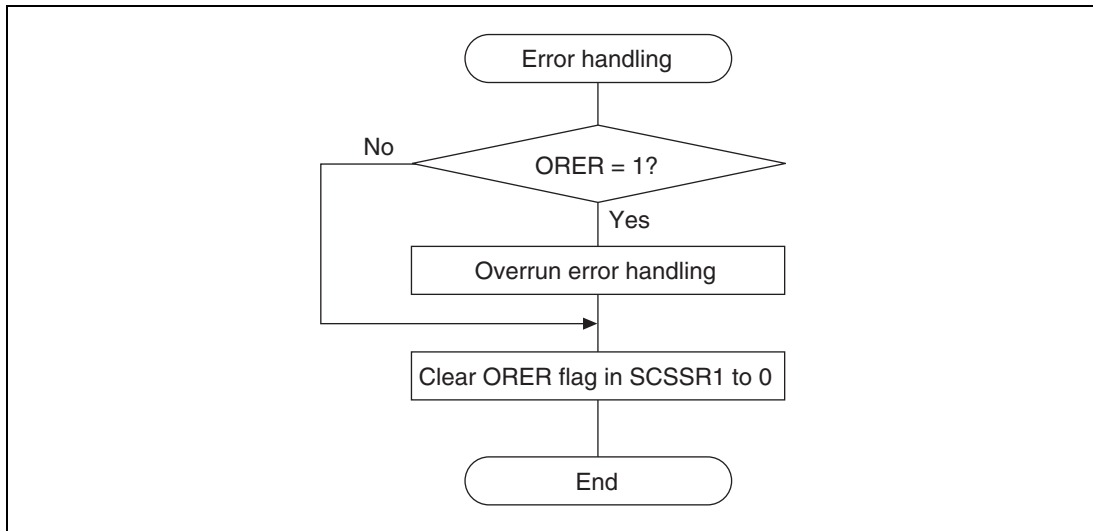 Error handling
No
ORER = 1?
Yes
Overrun error handling
Clear ORER flag in SCSSR1 to 0
End